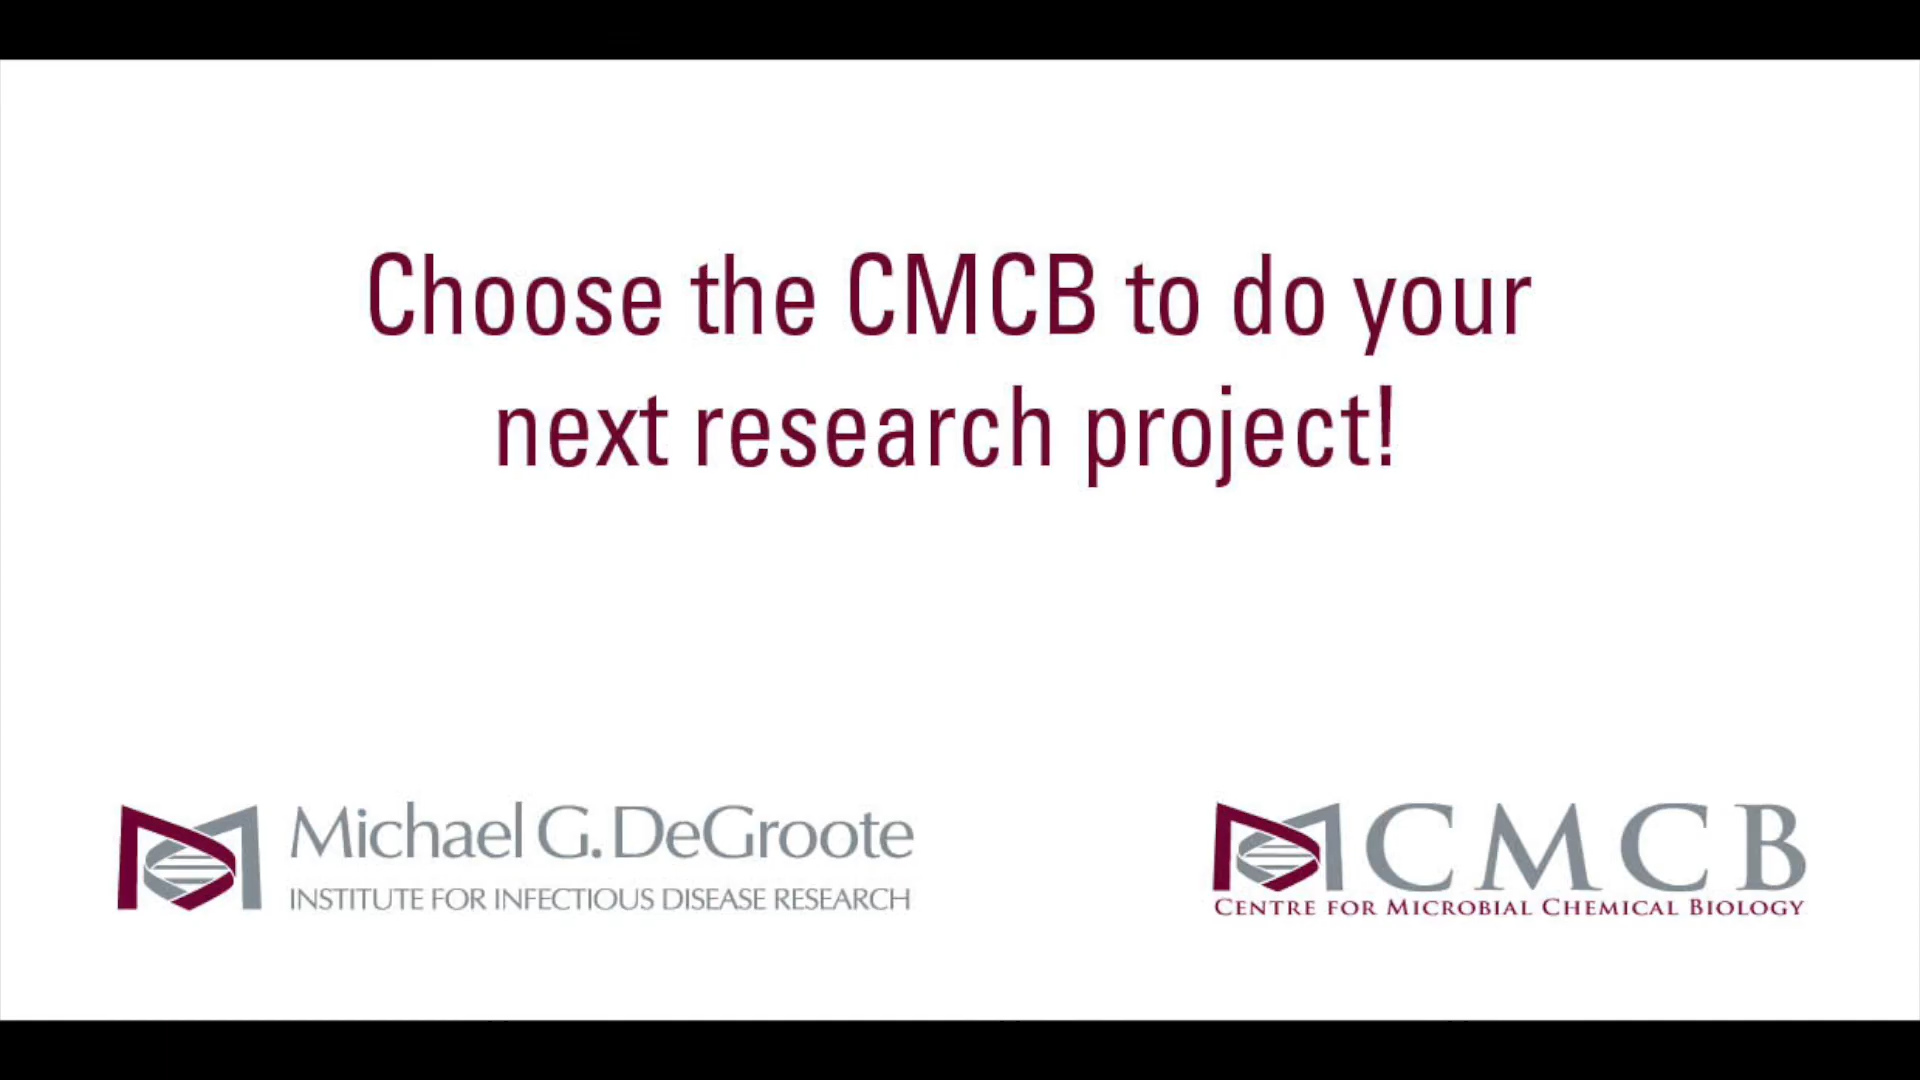 Choose the CMCB to do your
next research project!
Michael G. DeGroote
INSTITUTE FOR INFECTIOUS DISEASE RESEARCH
CMCB
CENTRE FOR MICROBIAL CHEMICAL BIOLOGY